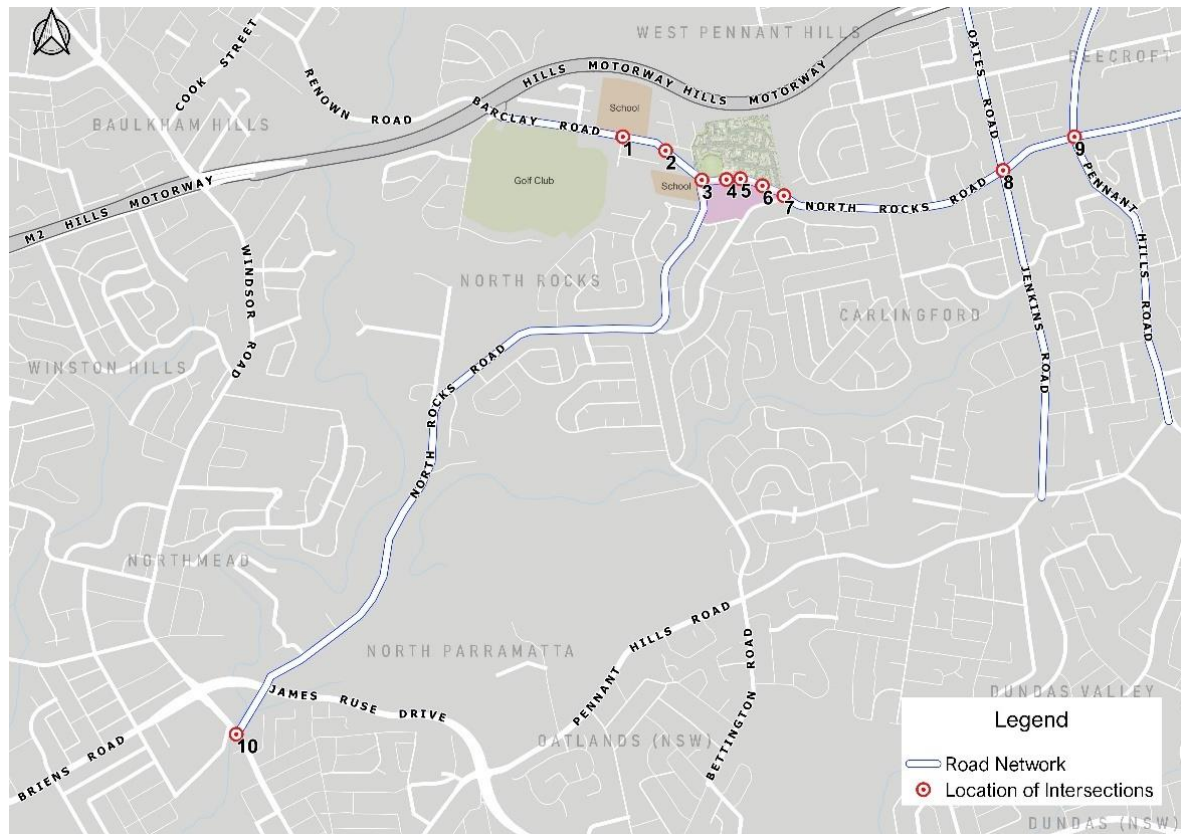 WEST PENNANT HILLS
COOK STREET
OATES ROAD
BEECROFT
RENOWN ROAD
HILLS MOTORWAY HILLS MOTORWAY
BAULKHAM HILLS
BARCLAY ROAD
School
1
2
9
Golf Club
School
3
4
5
6
7
8
NORTH ROCKS ROAD
PENNANT HILLS ROAD
M2 HILLS MOTORWAY
WINDSOR ROAD
NORTH ROCKS
CARLINGFORD
JENKINS ROAD
WINSTON HILLS
NORTH ROCKS ROAD
NORTHMEAD
NORTH PARRAMATTA
PENNANT HILLS ROAD
BETTINGTON ROAD
JAMES RUSE DRIVE
DUNDAS VALLEY
OATLANDS (NSW)
BRIENS ROAD
10
Legend
Road Network
Location of Intersections
DUNDAS (NSW)